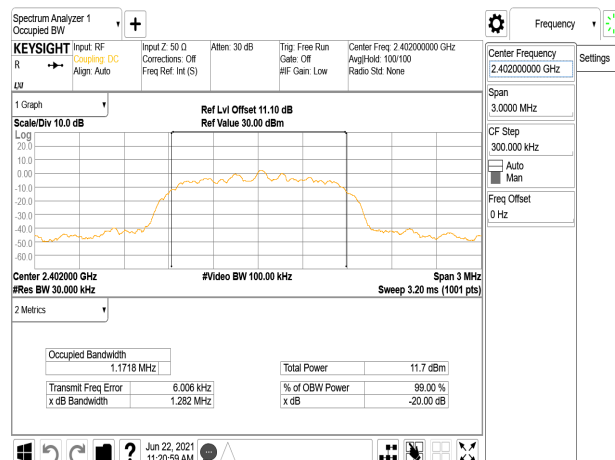 Spectrum Analyzer 1
Occupied BW
Frequency
KEYSIGHT
R
LXI
Input: RF
Coupling: DC
Align: Auto
Input Z: 50 Ω
Corrections: Off
Freq Ref: Int (S)
Atten: 30 dB
Trig: Free Run
Gate: Off
#IF Gain: Low
Center Freq: 2.402000000 GHz
Avg|Hold: 100/100
Radio Std: None
Center Frequency
2.402000000 GHz
Settings
Span
3.0000 MHz
CF Step
300.000 kHz
Auto
Man
Freq Offset
0 Hz
1 Graph
Scale/Div 10.0 dB
Ref Lvl Offset 11.10 dB
Ref Value 30.00 dBm
Log
20.0
10.0
0.00
-10.0
-20.0
-30.0
-40.0
-50.0
-60.0
Center 2.402000 GHz
#Video BW 100.00 kHz
Span 3 MHz
#Res BW 30.000 kHz
Sweep 3.20 ms (1001 pts)
2 Metrics
Occupied Bandwidth
1.1718 MHz
Total Power 11.7 dBm
Transmit Freq Error 6.006 kHz
% of OBW Power 99.00 %
x dB Bandwidth 1.282 MHz
x dB -20.00 dB
?
Jun 22, 2021
11:20:59 AM